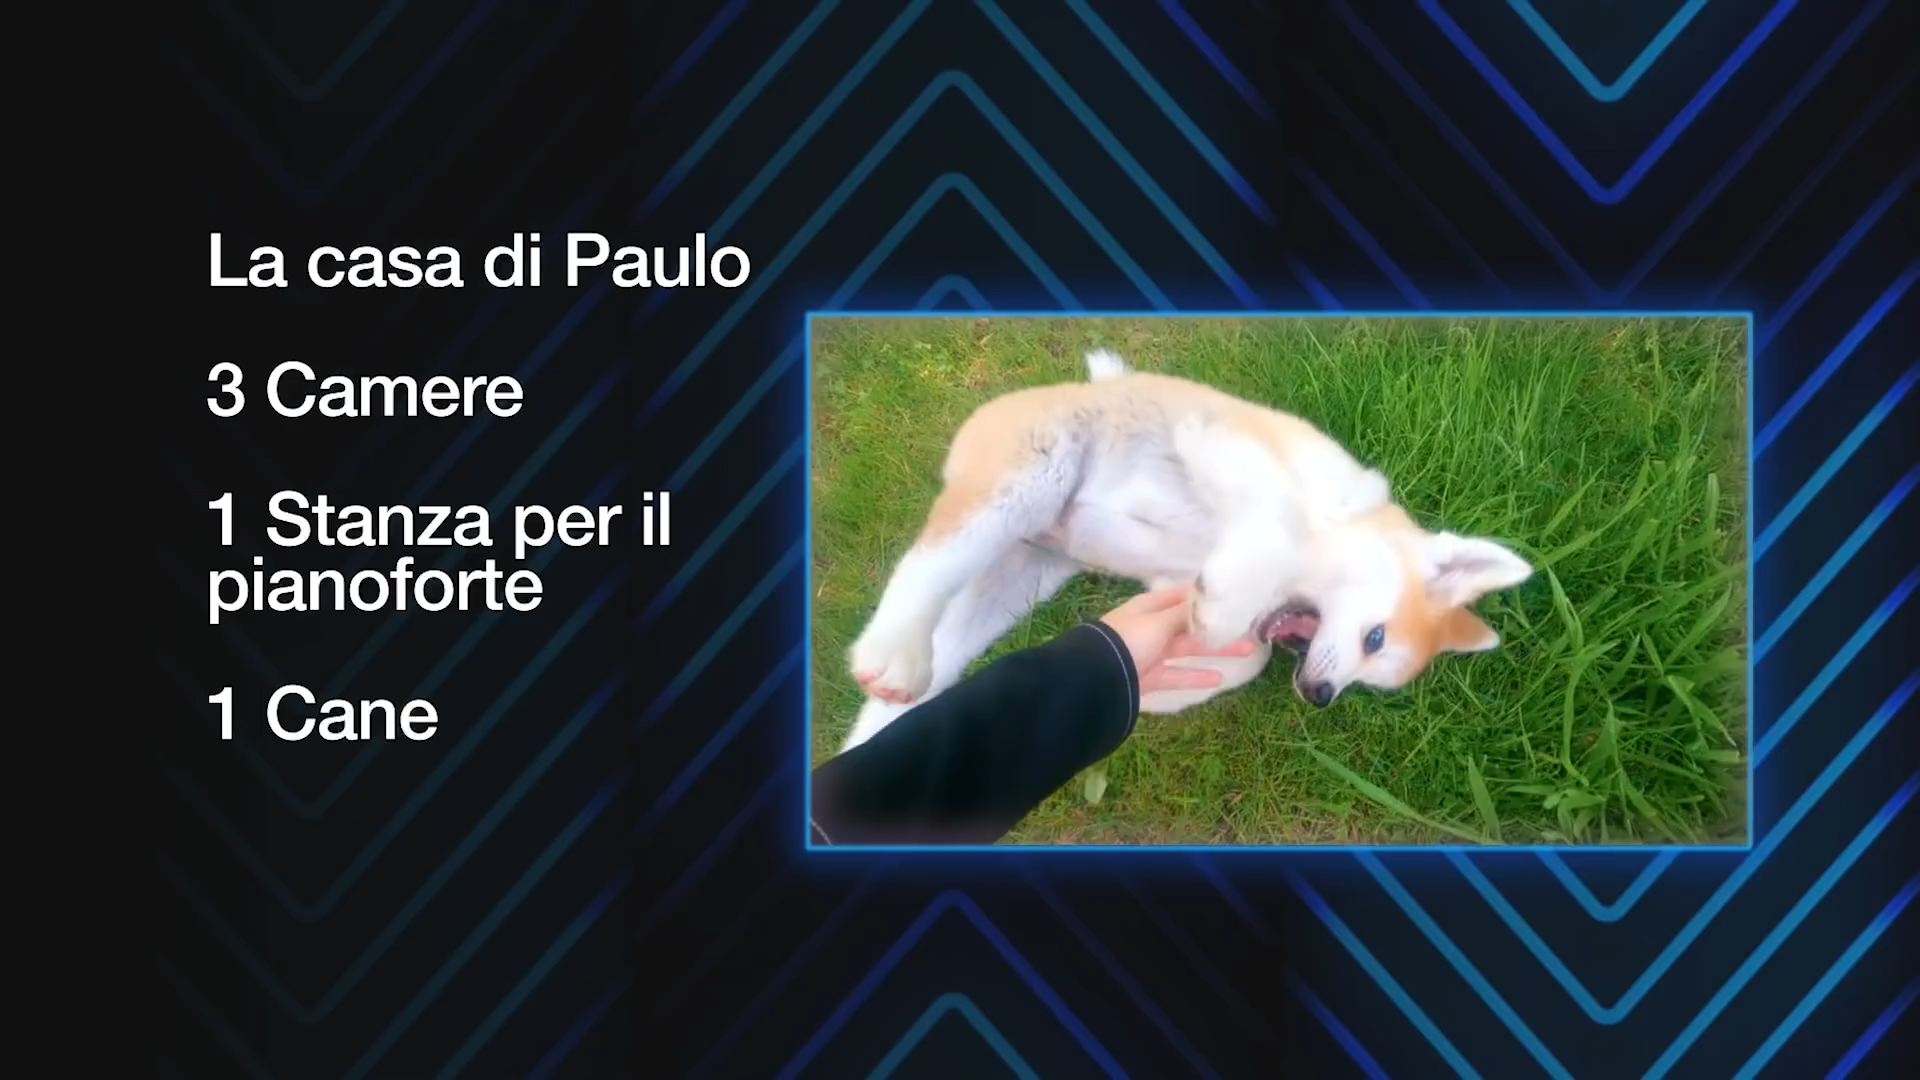 La casa di Paulo
3 Camere
1 Stanza per il
pianoforte
1 Cane